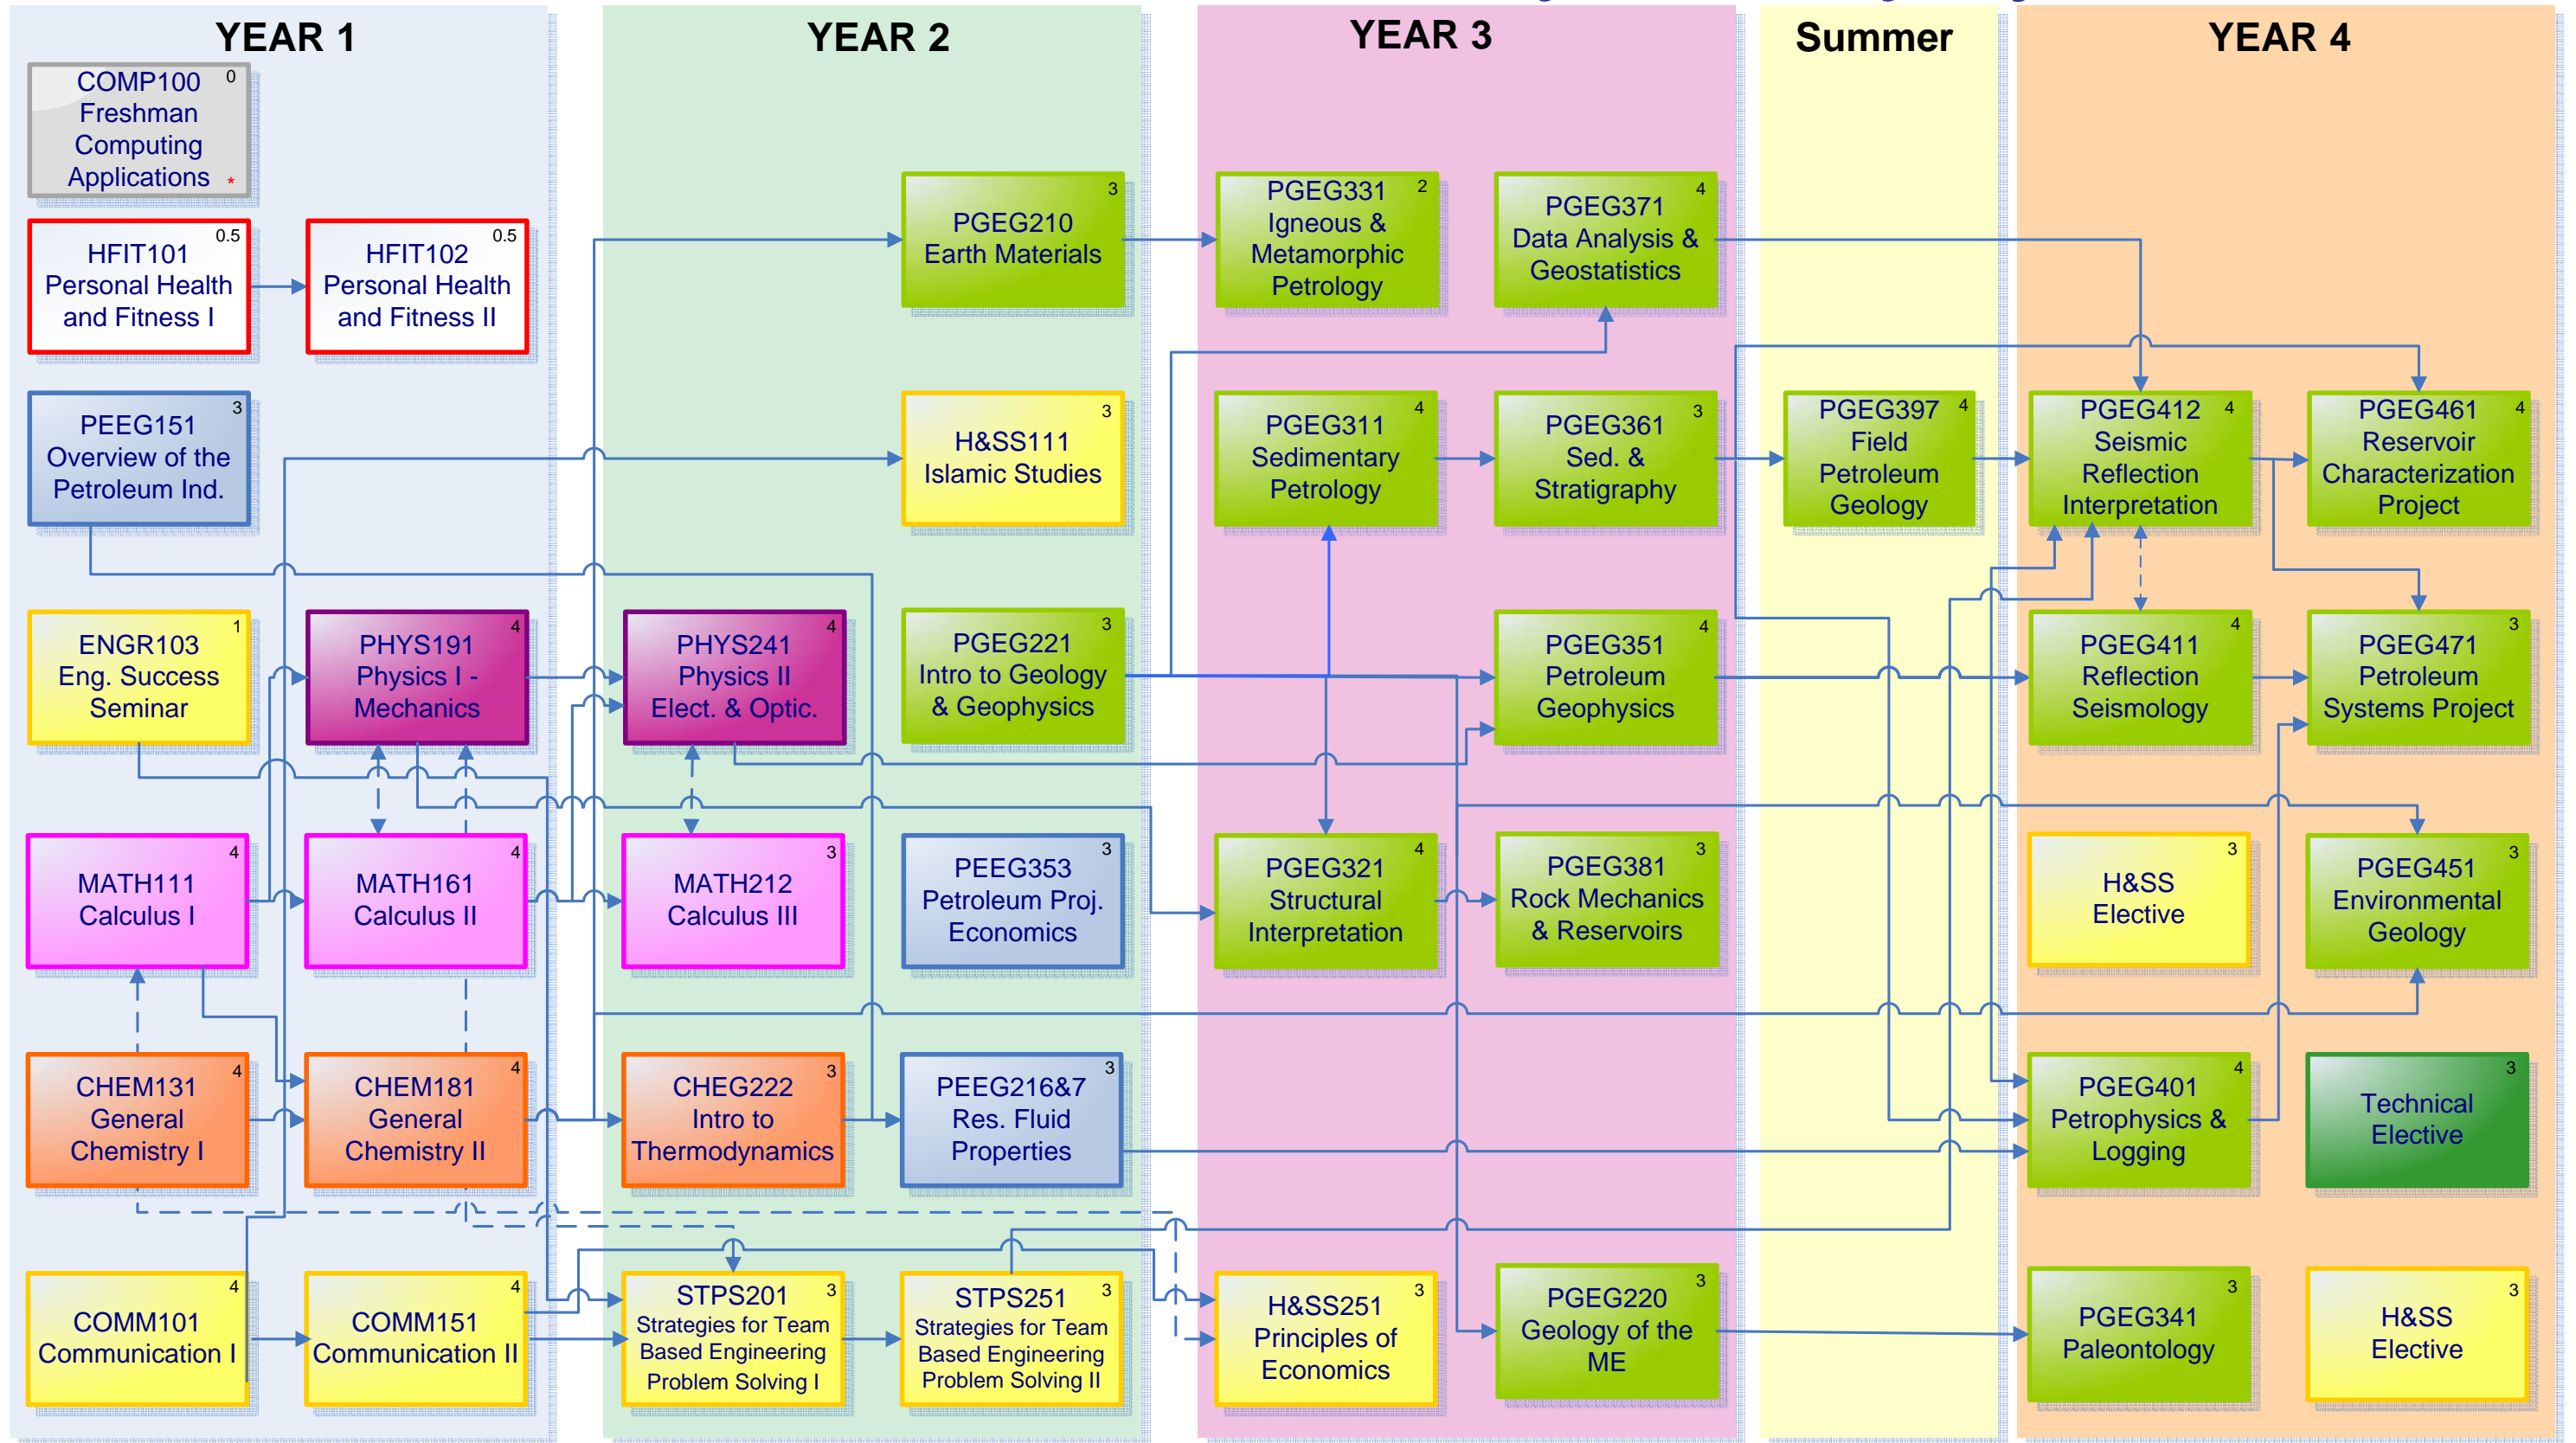 YEAR 1
COMP100 0
Freshman
Computing
Applications *
HFIT101 0.5
Personal Health
and Fitness I
HFIT102 0.5
Personal Health
and Fitness II
PEEG151 3
Overview of the
Petroleum Ind.
ENGR103 1
Eng. Success
Seminar
PHYS191 4
Physics I -
Mechanics
MATH111 4
Calculus I
MATH161 4
Calculus II
CHEM131 4
General
Chemistry I
CHEM181 4
General
Chemistry II
COMM101 4
Communication I
COMM151 4
Communication II
YEAR 2
PGEG210 3
Earth Materials
H&SS111 3
Islamic Studies
PHYS241 4
Physics II
Elect. & Optic.
PGEG221 3
Intro to Geology
& Geophysics
MATH212 3
Calculus III
PEEG353 3
Petroleum Proj.
Economics
CHEG222 3
Intro to
Thermodynamics
PEEG216&7 3
Res. Fluid
Properties
STPS201 3
Strategies for Team
Based Engineering
Problem Solving I
STPS251 3
Strategies for Team
Based Engineering
Problem Solving II
YEAR 3
PGEG331 2
Igneous &
Metamorphic
Petrology
PGEG371 4
Data Analysis &
Geostatistics
PGEG311 4
Sedimentary
Petrology
PGEG361 3
Sed. &
Stratigraphy
PGEG351 4
Petroleum
Geophysics
PGEG321 4
Structural
Interpretation
PGEG381 3
Rock Mechanics
& Reservoirs
H&SS251 3
Principles of
Economics
PGEG220 3
Geology of the
ME
Summer
PGEG397 4
Field
Petroleum
Geology
YEAR 4
PGEG412 4
Seismic
Reflection
Interpretation
PGEG461 4
Reservoir
Characterization
Project
PGEG411 4
Reflection
Seismology
PGEG471 3
Petroleum
Systems Project
H&SS 3
Elective
PGEG451 3
Environmental
Geology
PGEG401 4
Petrophysics &
Logging
Technical 3
Elective
PGEG341 3
Paleontology
H&SS 3
Elective